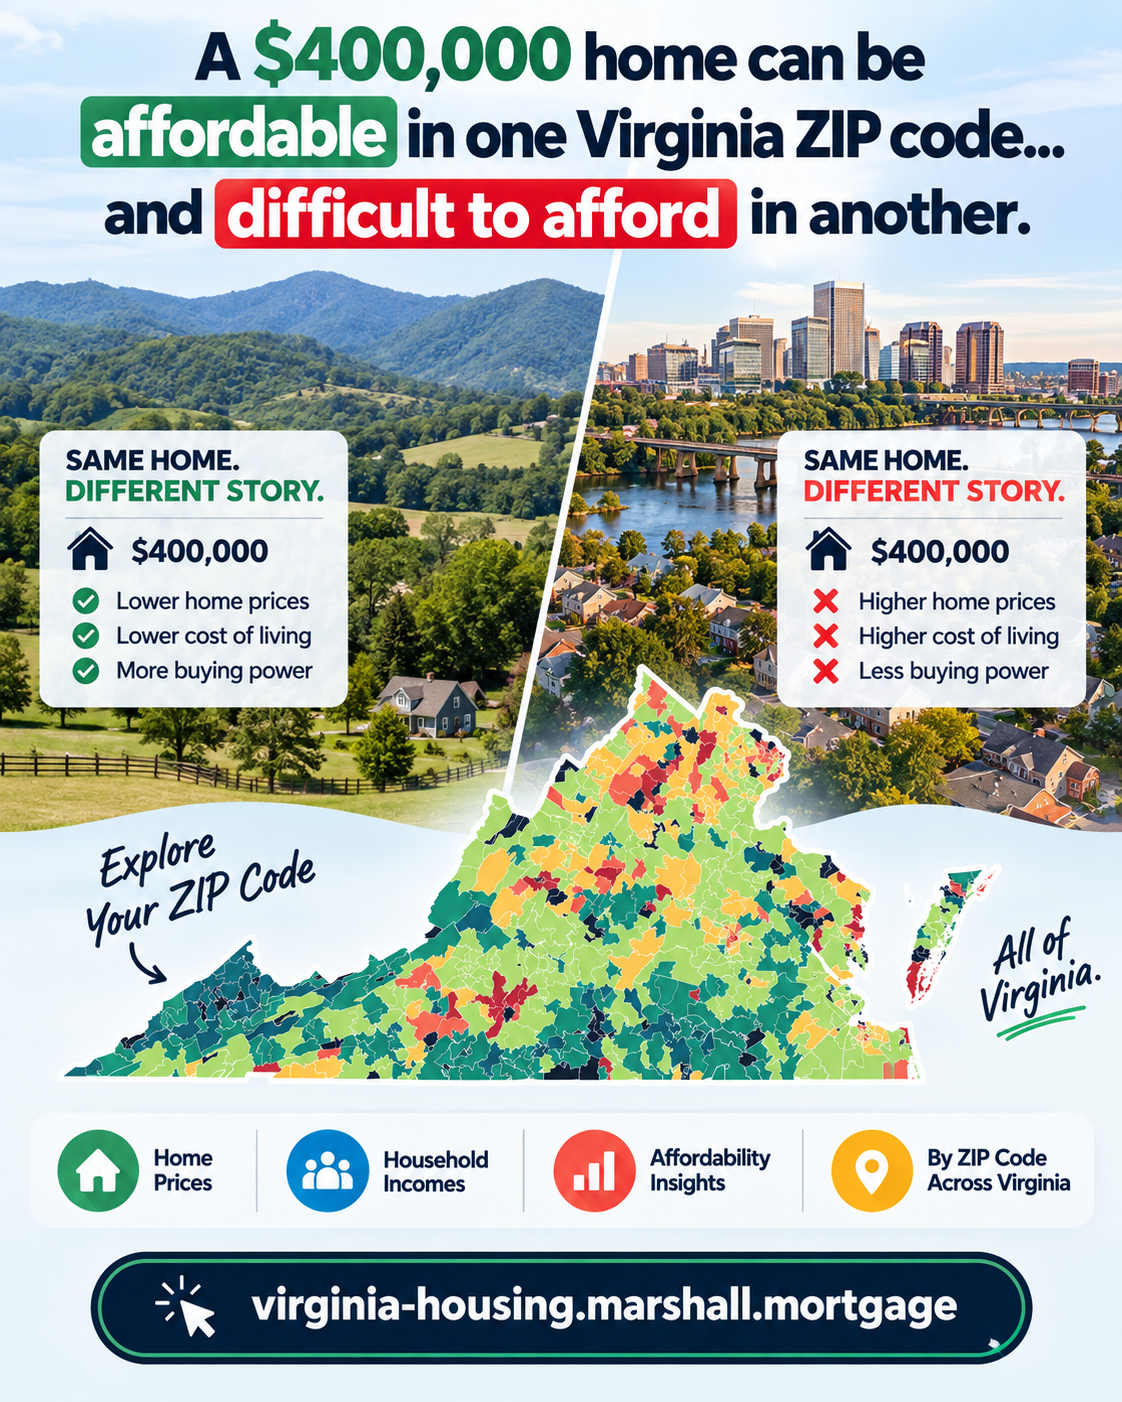 A $400,000 home can be
affordable in one Virginia ZIP code...
and difficult to afford in another.
SAME HOME.
DIFFERENT STORY.
$400,000
Lower home prices
Lower cost of living
More buying power
SAME HOME.
DIFFERENT STORY.
$400,000
Higher home prices
Higher cost of living
Less buying power
Explore
Your ZIP Code
All of
Virginia.
Home
Prices
Household
Incomes
Affordability
Insights
By ZIP Code
Across Virginia
virginia-housing.marshall.mortgage